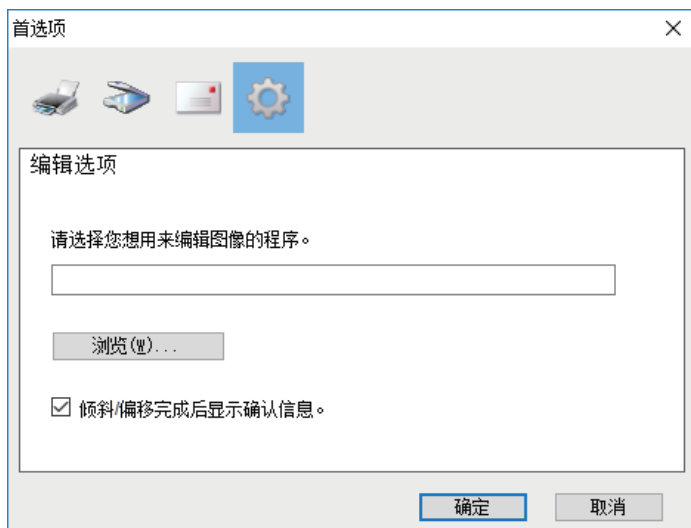 首选项
编辑选项
请选择您想用来编辑图像的程序。
浏览(W)...
倾斜/偏移完成后显示确认信息。
确定
取消